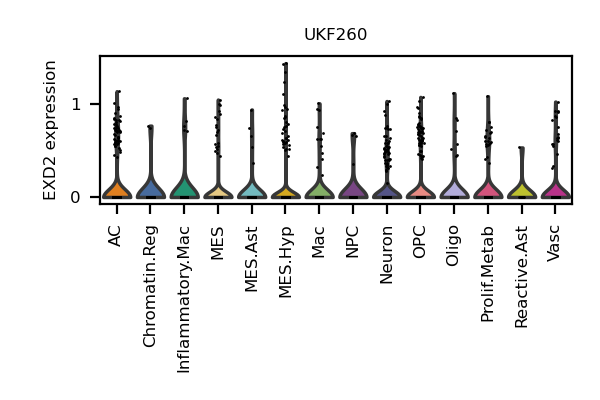 UKF260
EXD2 expression
1
0
AC
Chromatin.Reg
Inflammatory.Mac
MES
MES.Ast
MES.Hyp
Mac
NPC
Neuron
OPC
Oligo
Prolif.Metab
Reactive.Ast
Vasc